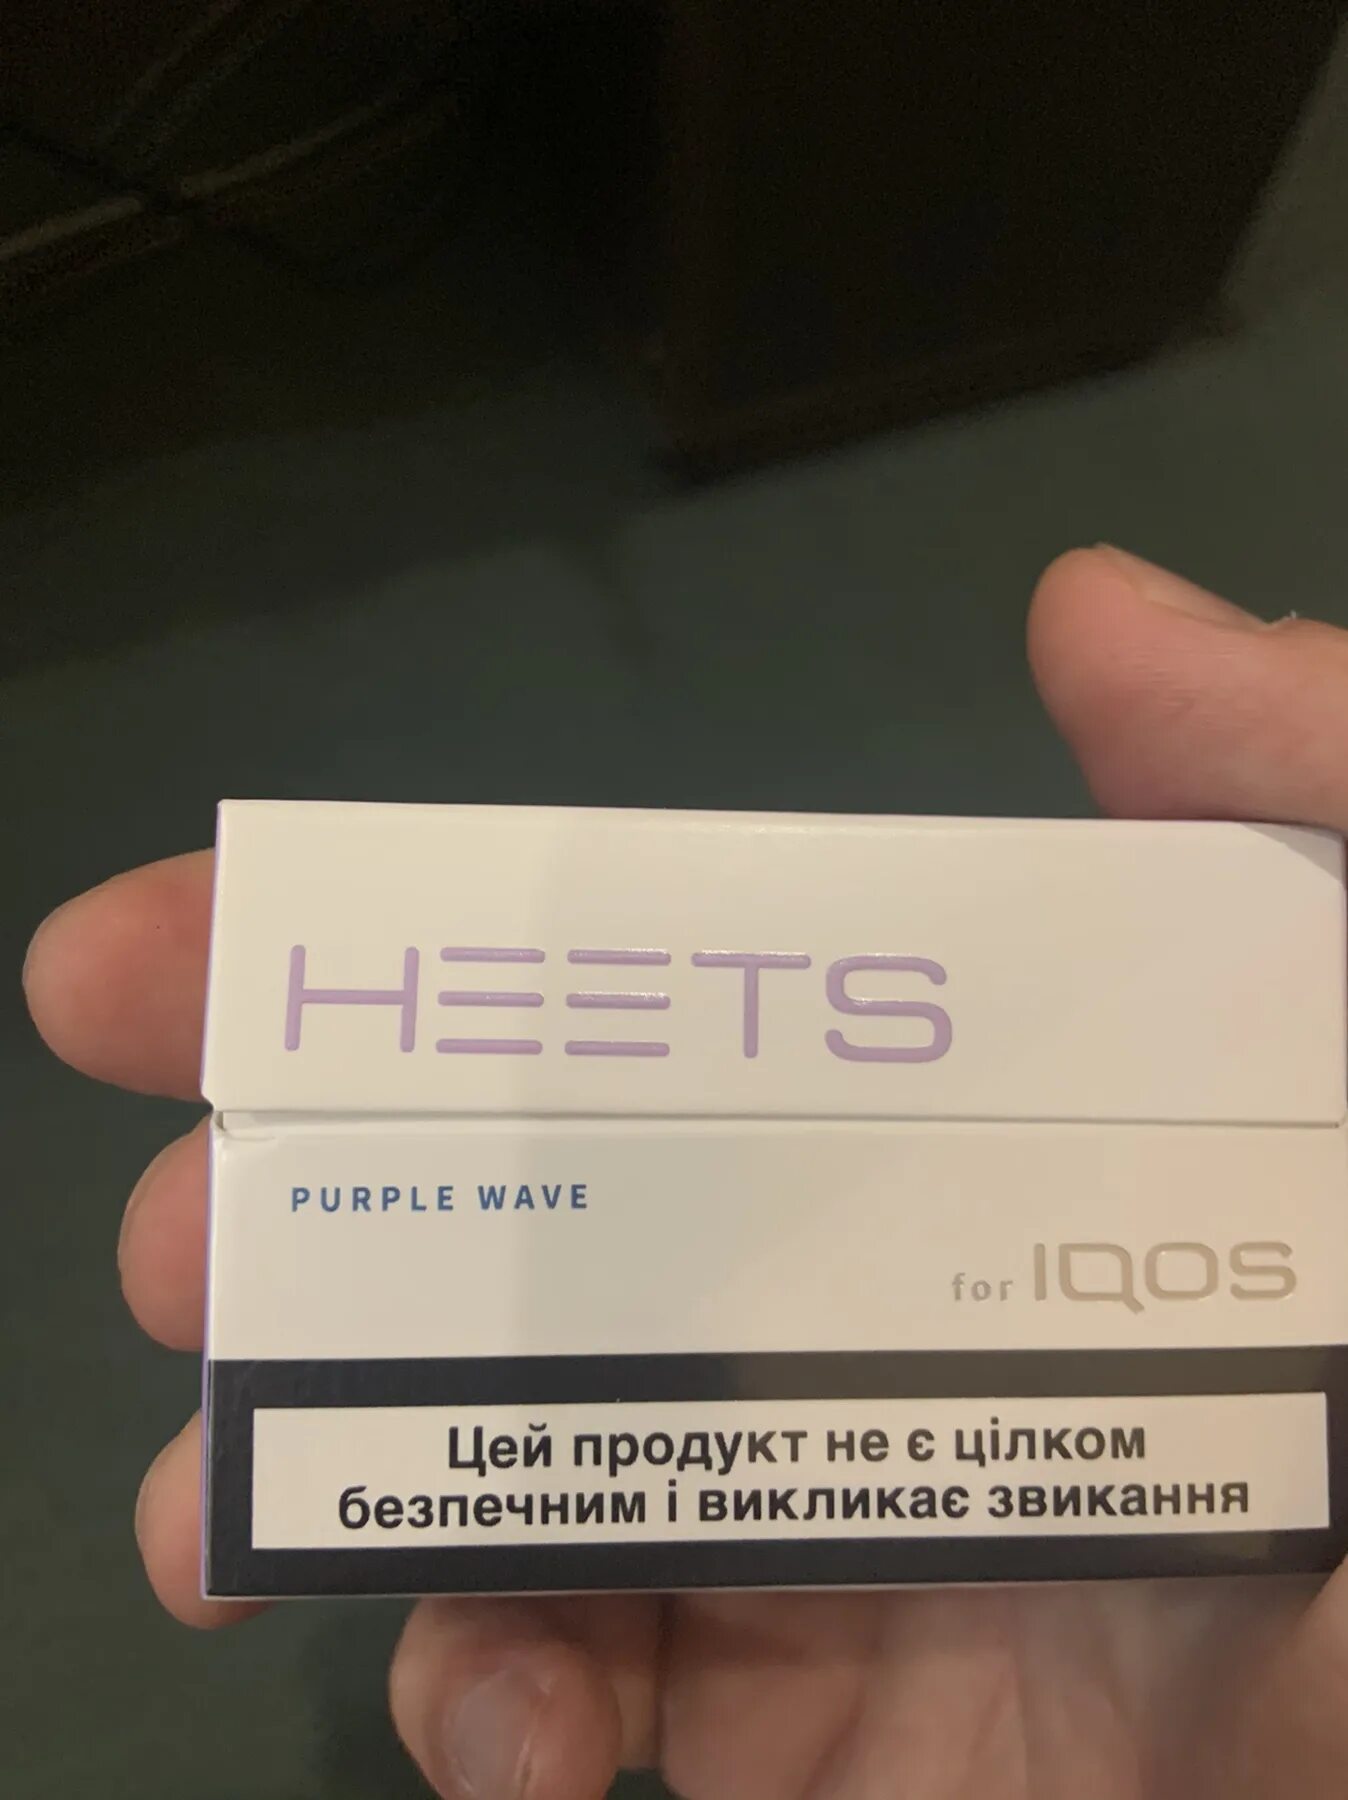 HEETS
PURPLE WAVE
for IQOS
Цей продукт не є цілком
безпечним і викликає звикання